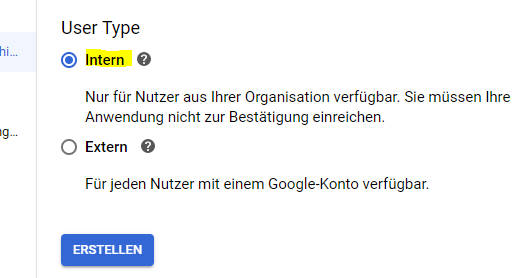 User Type
hi...
Intern
Nur für Nutzer aus Ihrer Organisation verfügbar. Sie müssen Ihre
Anwendung nicht zur Bestätigung einreichen.
ng...
Extern
Für jeden Nutzer mit einem Google-Konto verfügbar.
ERSTELLEN